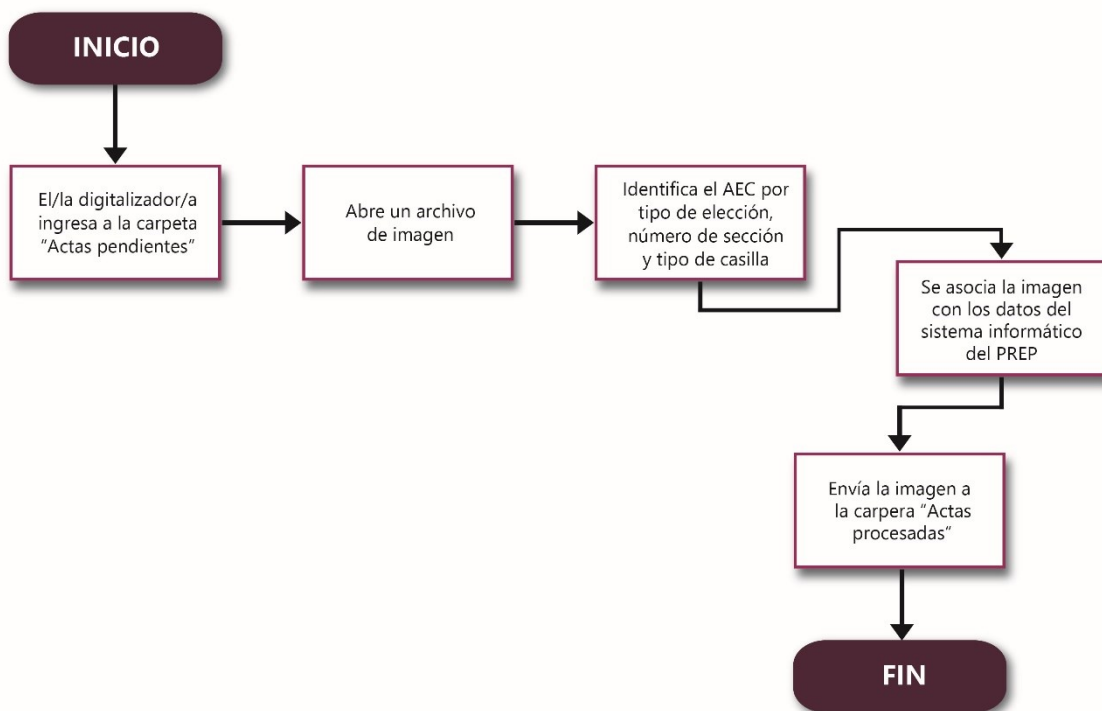 INICIO
El/la digitalizador/a
ingresa a la carpeta
“Actas pendientes”
Abre un archivo
de imagen
Identifica el AEC por
tipo de elección,
número de sección
y tipo de casilla
Se asocia la imagen
con los datos del
sistema informático
del PREP
Envía la imagen a
la carpera “Actas
procesadas”
FIN